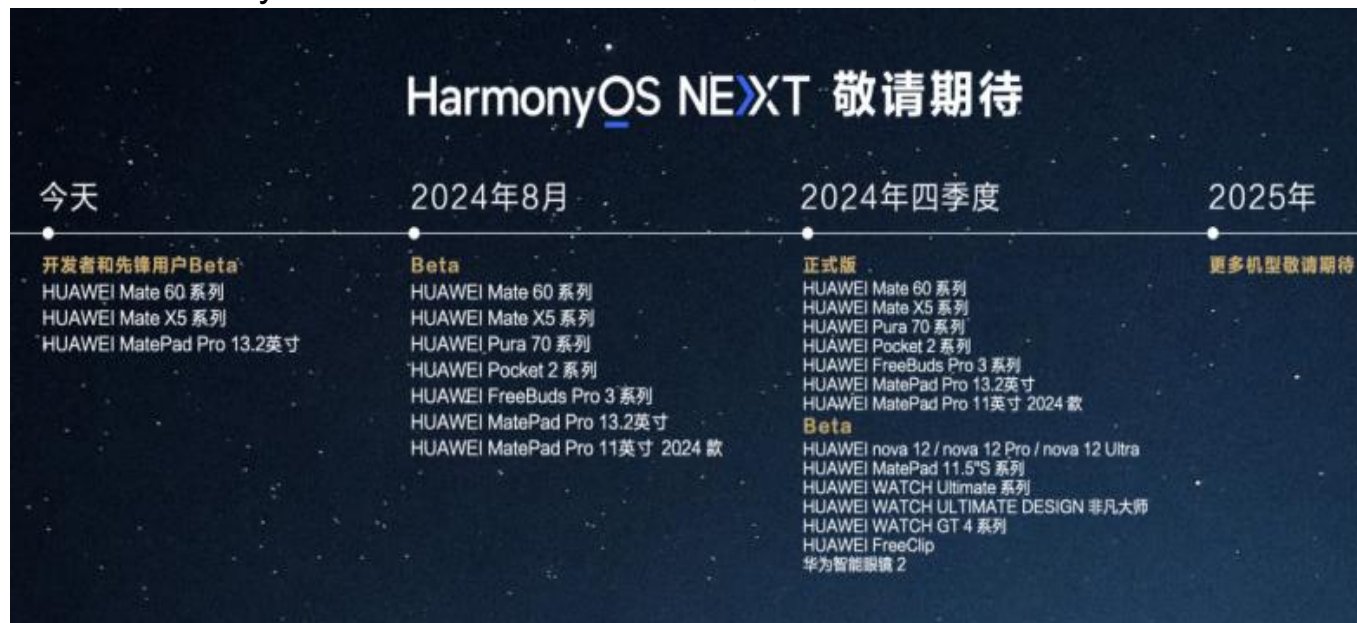 HarmonyOS NEXT 敬请期待
今天
开发者和先锋用户Beta
HUAWEI Mate 60 系列
HUAWEI Mate X5 系列
HUAWEI MatePad Pro 13.2英寸
2024年8月
Beta
HUAWEI Mate 60 系列
HUAWEI Mate X5 系列
HUAWEI Pura 70 系列
HUAWEI Pocket 2 系列
HUAWEI FreeBuds Pro 3 系列
HUAWEI MatePad Pro 13.2英寸
HUAWEI MatePad Pro 11英寸 2024 款
2024年四季度
正式版
HUAWEI Mate 60 系列
HUAWEI Mate X5 系列
HUAWEI Pura 70 系列
HUAWEI Pocket 2 系列
HUAWEI FreeBuds Pro 3 系列
HUAWEI MatePad Pro 13.2英寸
HUAWEI MatePad Pro 11英寸 2024 款
Beta
HUAWEI nova 12 / nova 12 Pro / nova 12 Ultra
HUAWEI MatePad 11.5"S 系列
HUAWEI WATCH Ultimate 系列
HUAWEI WATCH ULTIMATE DESIGN 非凡大师
HUAWEI WATCH GT 4 系列
HUAWEI FreeClip
华为智能眼镜 2
2025年
更多机型敬请期待